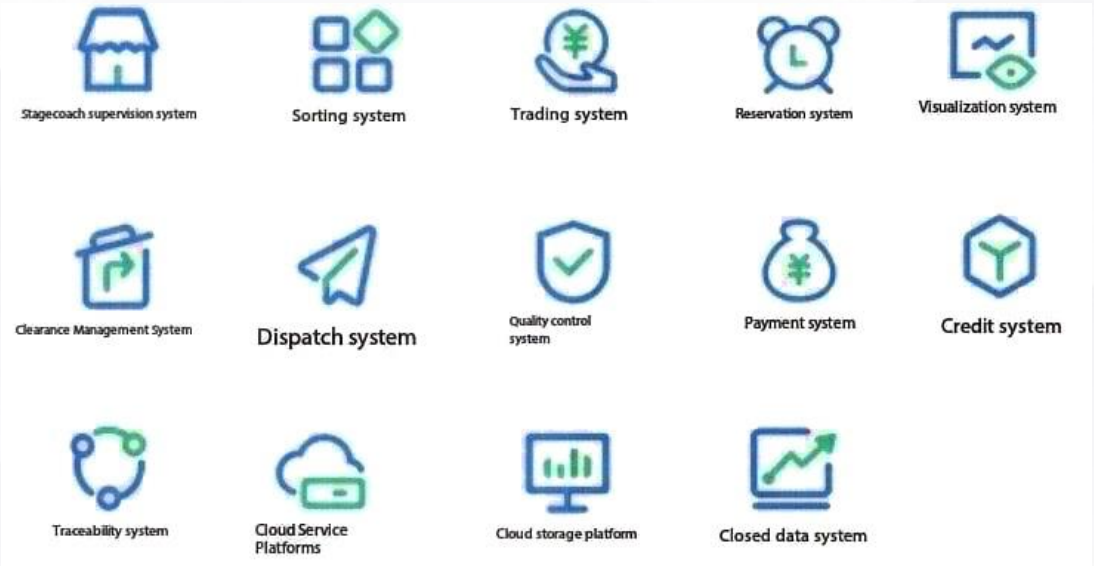 Stagecoach supervision system
Sorting system
Trading system
Reservation system
Visualization system
Clearance Management System
Dispatch system
Quality control
system
Payment system
Credit system
Traceability system
Cloud Service
Platforms
Cloud storage platform
Closed data system